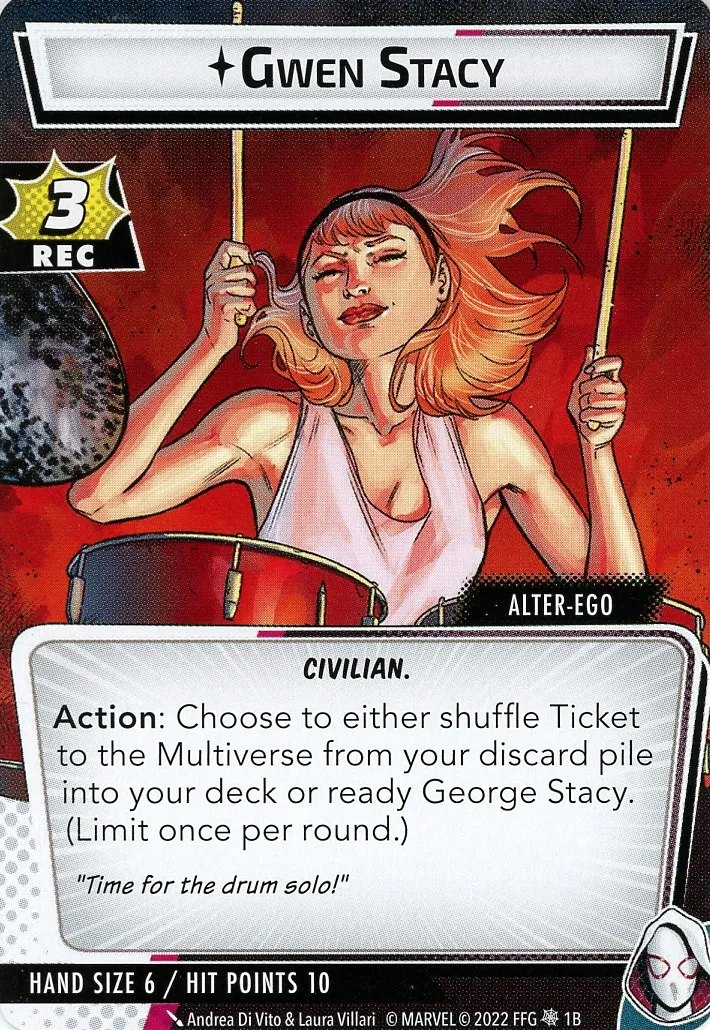 Gwen Stacy
3
REC
ALTER-EGO
CIVILIAN.
Action: Choose to either shuffle Ticket
to the Multiverse from your discard pile
into your deck or ready George Stacy.
(Limit once per round.)
"Time for the drum solo!"
HAND SIZE 6 / HIT POINTS 10
Andrea Di Vito & Laura Villari © MARVEL © 2022 FFG 1B